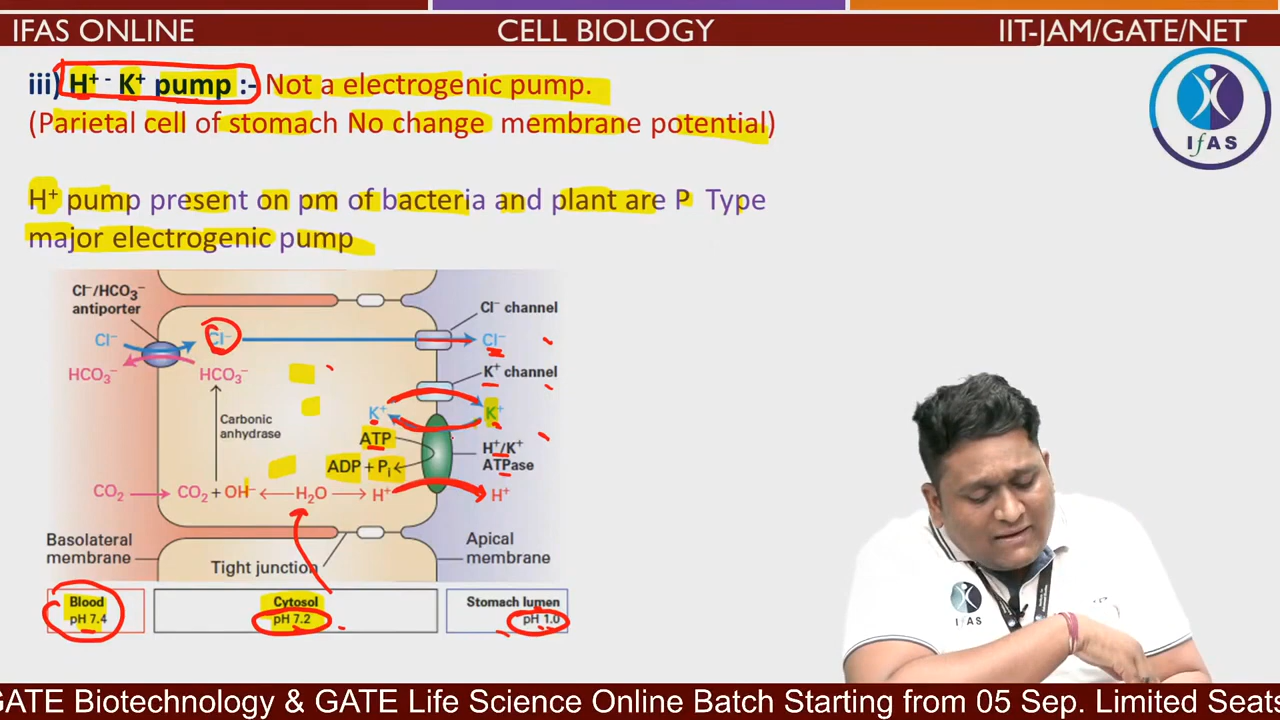 IFAS ONLINE
CELL BIOLOGY
IIT-JAM/GATE/NET
iii) H⁺ - K⁺ pump :- Not a electrogenic pump.
(Parietal cell of stomach No change membrane potential)
IfAS
H⁺ pump present on pm of bacteria and plant are P Type
major electrogenic pump
Cl⁻/HCO₃⁻
antiporter
Cl⁻ channel
Cl⁻
Cl⁻
Cl⁻
HCO₃⁻
HCO₃⁻
K⁺ channel
K⁺
K⁺
Carbonic
anhydrase
ATP
H⁺/K⁺
ATPase
ADP + Pi
CO₂
CO₂ + OH⁻
H₂O
H⁺
H⁺
Basolateral
membrane
Tight junction
Apical
membrane
Blood
pH 7.4
Cytosol
pH 7.2
Stomach lumen
pH 1.0
IfAS
GATE Biotechnology & GATE Life Science Online Batch Starting from 05 Sep. Limited Seats